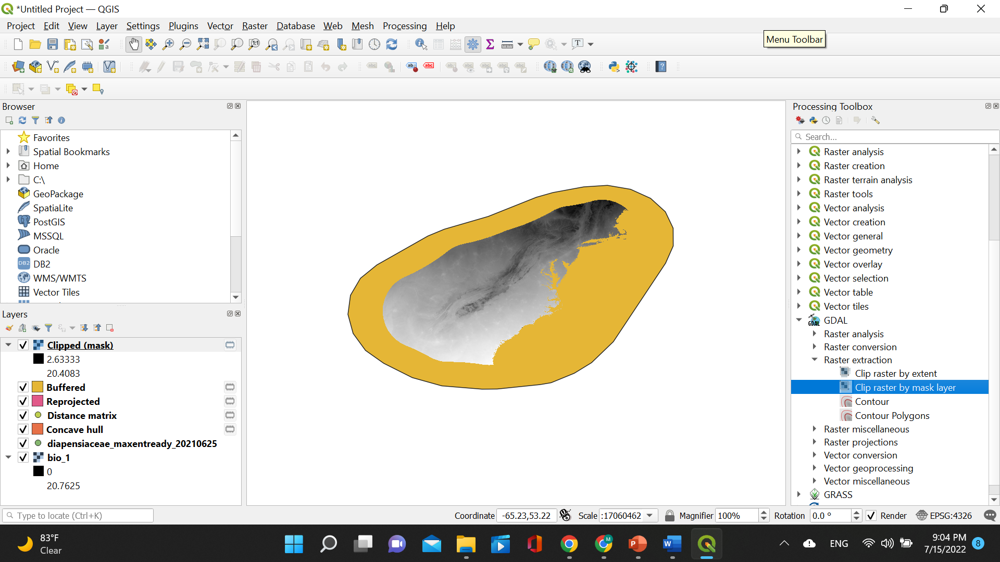 *Untitled Project — QGIS
Project Edit View Layer Settings Plugins Vector Raster Database Web Mesh Processing Help
Menu Toolbar
Browser
Favorites
Spatial Bookmarks
Home
C:\
GeoPackage
SpatiaLite
PostGIS
MSSQL
Oracle
DB2
WMS/WMTS
Vector Tiles
Layers
Clipped (mask)
2.63333
20.4083
Buffered
Reprojected
Distance matrix
Concave hull
diapensiaceae_maxentready_20210625
bio_1
0
20.7625
Processing Toolbox
Search...
Raster analysis
Raster creation
Raster terrain analysis
Raster tools
Vector analysis
Vector creation
Vector general
Vector geometry
Vector overlay
Vector selection
Vector table
Vector tiles
GDAL
Raster analysis
Raster conversion
Raster extraction
Clip raster by extent
Clip raster by mask layer
Contour
Contour Polygons
Raster miscellaneous
Raster projections
Vector conversion
Vector geoprocessing
Vector miscellaneous
GRASS
Type to locate (Ctrl+K)
Coordinate -65.23,53.22 Scale :17060462 Magnifier 100% Rotation 0.0 ° Render EPSG:4326
83°F
Clear
ENG
9:04 PM
7/15/2022
8